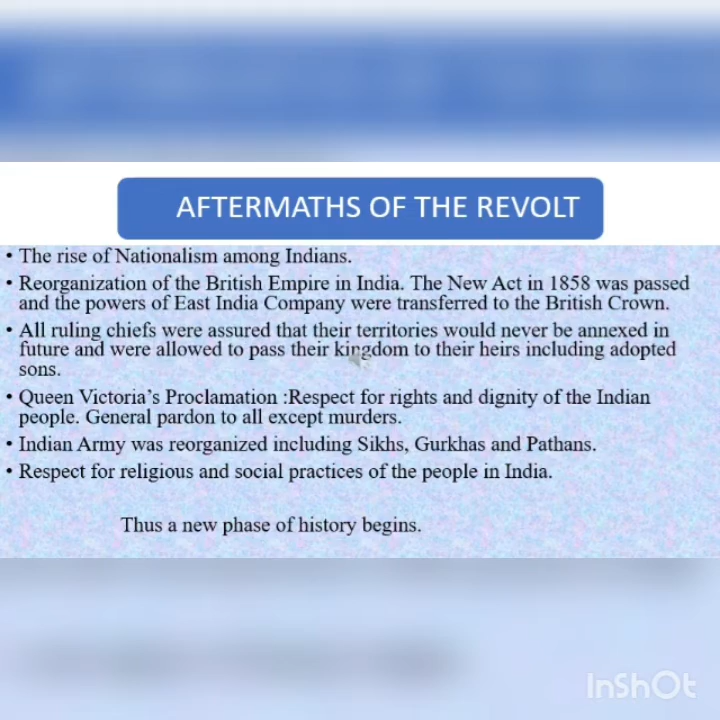 AFTERMATHS OF THE REVOLT
• The rise of Nationalism among Indians.
• Reorganization of the British Empire in India. The New Act in 1858 was passed
and the powers of East India Company were transferred to the British Crown.
• All ruling chiefs were assured that their territories would never be annexed in
future and were allowed to pass their kingdom to their heirs including adopted
sons.
• Queen Victoria's Proclamation :Respect for rights and dignity of the Indian
people. General pardon to all except murders.
• Indian Army was reorganized including Sikhs, Gurkhas and Pathans.
• Respect for religious and social practices of the people in India.
Thus a new phase of history begins.
InShOt